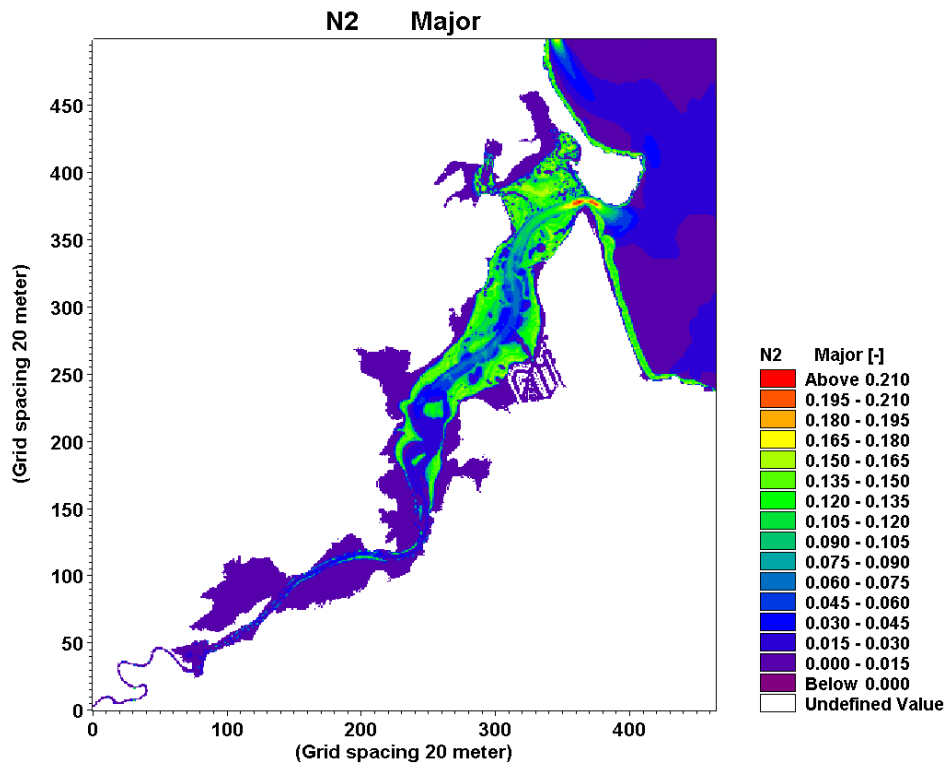 N2 Major
450
400
350
300
250
200
150
100
50
0
(Grid spacing 20 meter)
0 100 200 300 400
(Grid spacing 20 meter)
N2 Major [-]
Above 0.210
0.195 - 0.210
0.180 - 0.195
0.165 - 0.180
0.150 - 0.165
0.135 - 0.150
0.120 - 0.135
0.105 - 0.120
0.090 - 0.105
0.075 - 0.090
0.060 - 0.075
0.045 - 0.060
0.030 - 0.045
0.015 - 0.030
0.000 - 0.015
Below 0.000
Undefined Value